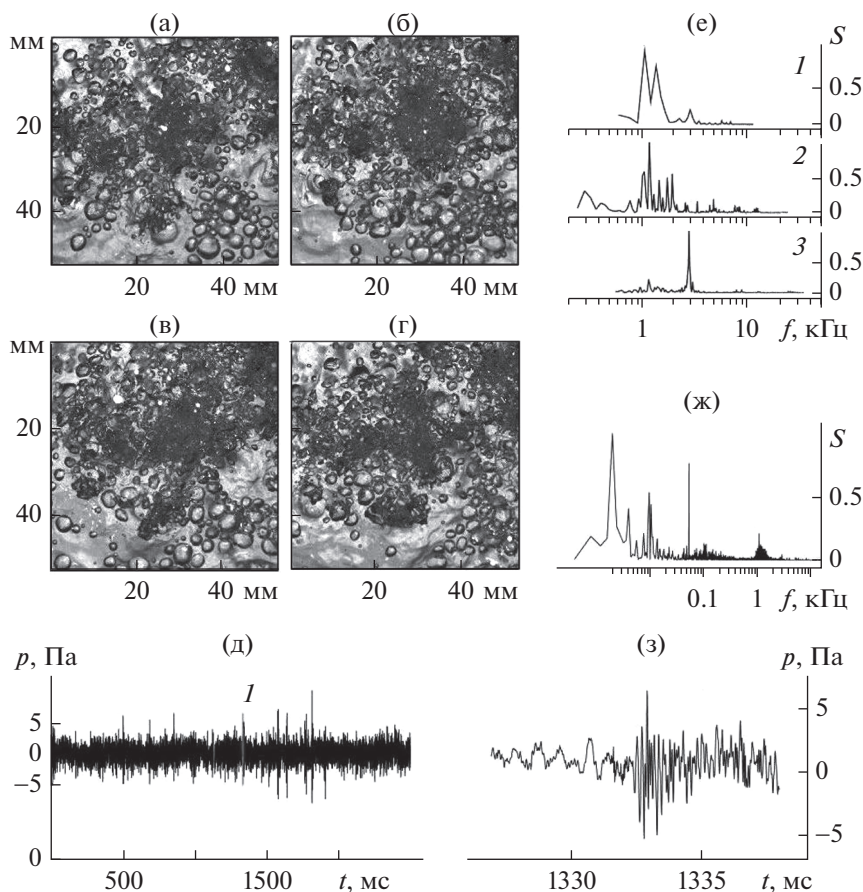 (а)
(б)
(е)
мм
20
40
20
40 мм
20
40 мм
S
1
0.5
0
2
0.5
0
3
0.5
0
1
10
f, кГц
(в)
(г)
мм
20
40
20
40 мм
20
40 мм
(ж)
S
0.5
0
0.1
1
f, кГц
(д)
p, Па
1
5
0
−5
0
500
1500
t, мс
(з)
p, Па
5
0
−5
1330
1335
t, мс